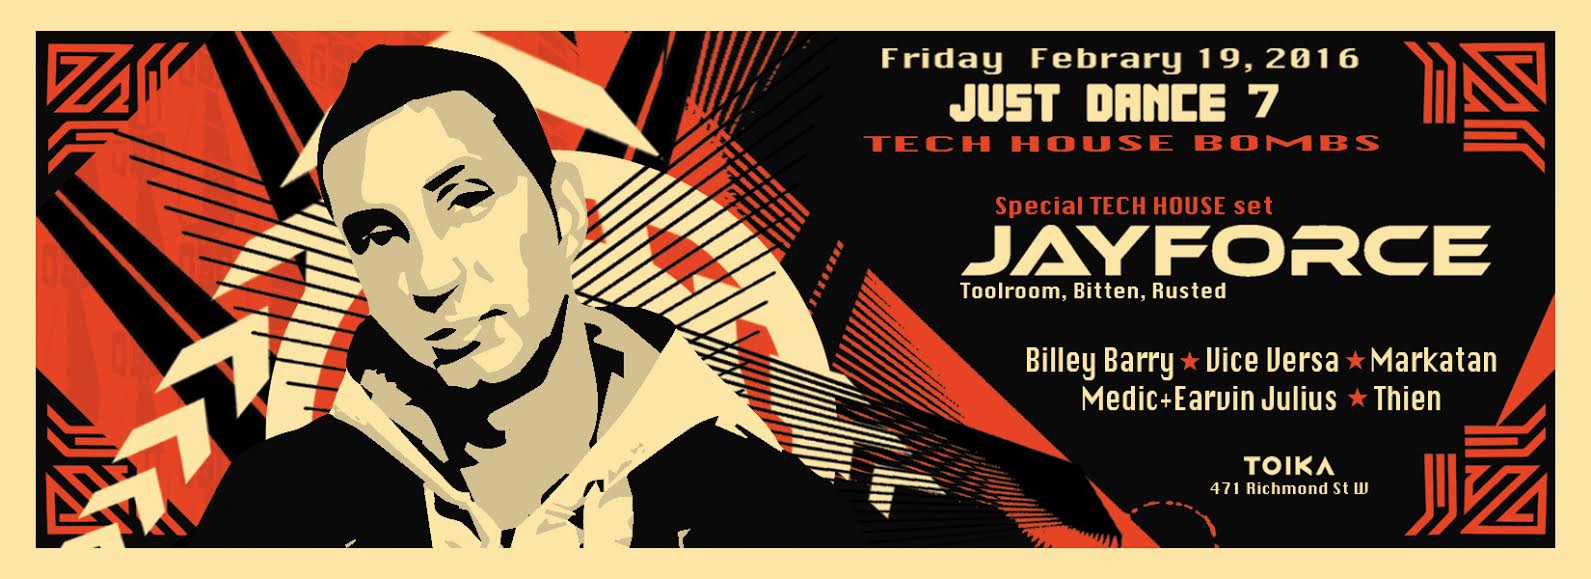 Friday Februrary 19, 2016
JUST DANCE 7
TECH HOUSE BOMBS
Special TECH HOUSE set
JAYFORCE
Toolroom, Bitten, Rusted
Billey Barry ★ Vice Versa ★ Markatan
Medic+Earvin Julius ★ Thien
TOIKA
471 Richmond St W